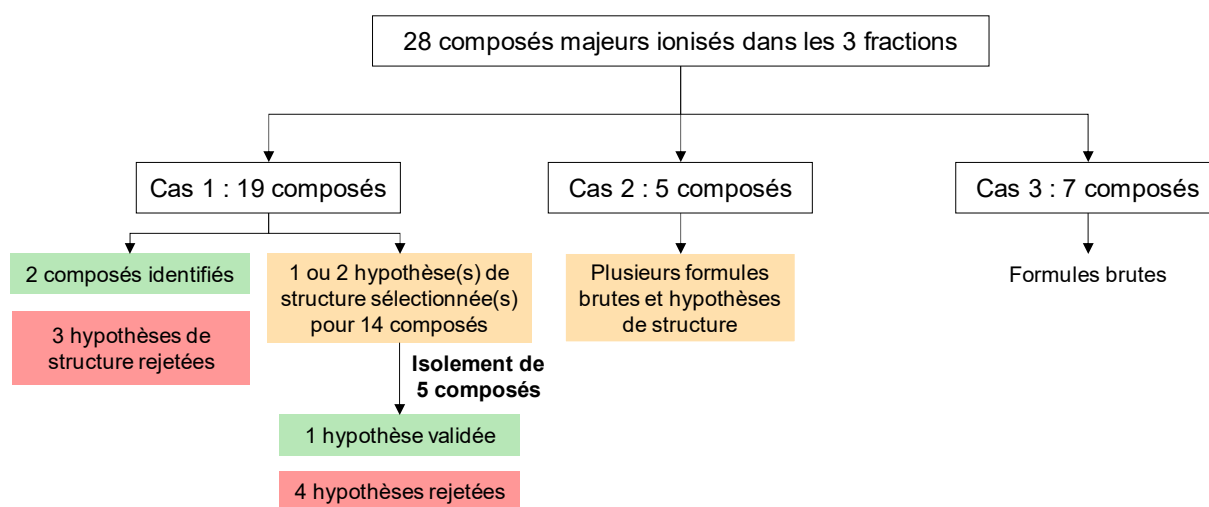 28 composés majeurs ionisés dans les 3 fractions
Cas 1 : 19 composés
Cas 2 : 5 composés
Cas 3 : 7 composés
2 composés identifiés
3 hypothèses de
structure rejetées
1 ou 2 hypothèse(s) de
structure sélectionnée(s)
pour 14 composés
Isolement de
5 composés
1 hypothèse validée
4 hypothèses rejetées
Plusieurs formules
brutes et hypothèses
de structure
Formules brutes